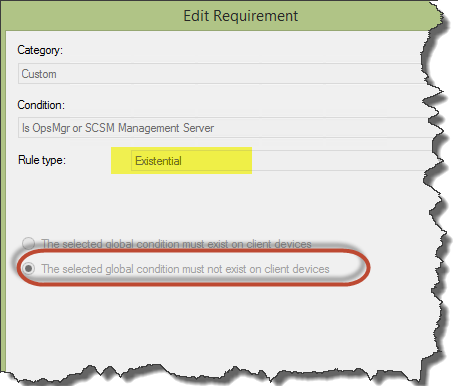 Edit Requirement
Category:
Custom
Condition:
Is OpsMgr or SCSM Management Server
Rule type:
Existential
The selected global condition must exist on client devices
The selected global condition must not exist on client devices